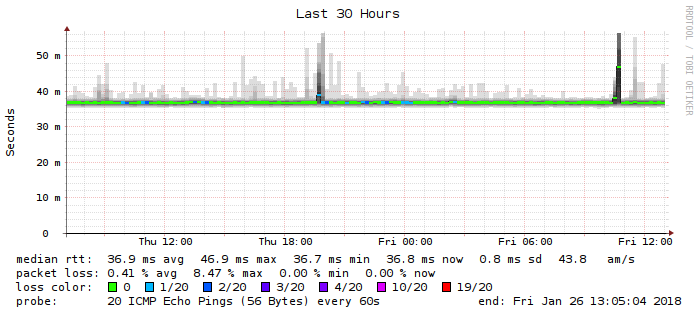 Last 30 Hours
RRDTOOL / TOBI OETIKER
Seconds
50 m
40 m
30 m
20 m
10 m
0
Thu 12:00 Thu 18:00 Fri 00:00 Fri 06:00 Fri 12:00
median rtt: 36.9 ms avg 46.9 ms max 36.7 ms min 36.8 ms now 0.8 ms sd 43.8 am/s
packet loss: 0.41 % avg 8.47 % max 0.00 % min 0.00 % now
loss color: 0 1/20 2/20 3/20 4/20 10/20 19/20
probe: 20 ICMP Echo Pings (56 Bytes) every 60s end: Fri Jan 26 13:05:04 2018